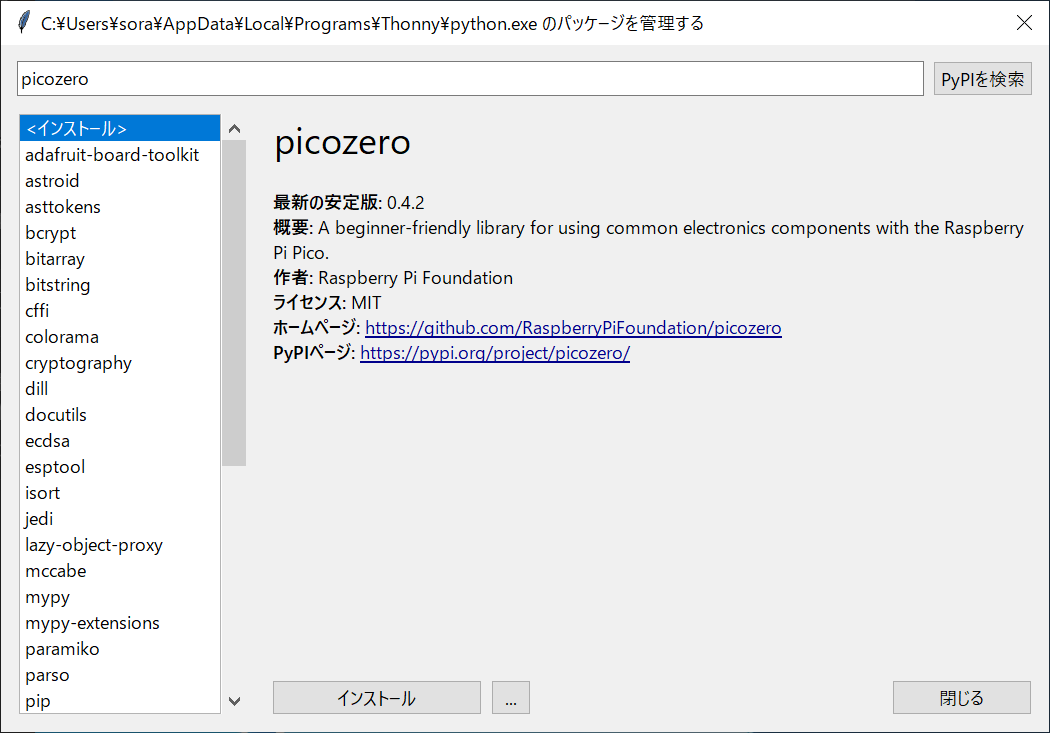 C:¥Users¥sora¥AppData¥Local¥Programs¥Thonny¥python.exe のパッケージを管理する
picozero
PyPIを検索
<インストール>
adafruit-board-toolkit
astroid
asttokens
bcrypt
bitarray
bitstring
cffi
colorama
cryptography
dill
docutils
ecdsa
esptool
isort
jedi
lazy-object-proxy
mccabe
mypy
mypy-extensions
paramiko
parso
pip
picozero
最新の安定版: 0.4.2
概要: A beginner-friendly library for using common electronics components with the Raspberry
Pi Pico.
作者: Raspberry Pi Foundation
ライセンス: MIT
ホームページ: https://github.com/RaspberryPiFoundation/picozero
PyPIページ: https://pypi.org/project/picozero/
インストール
...
閉じる